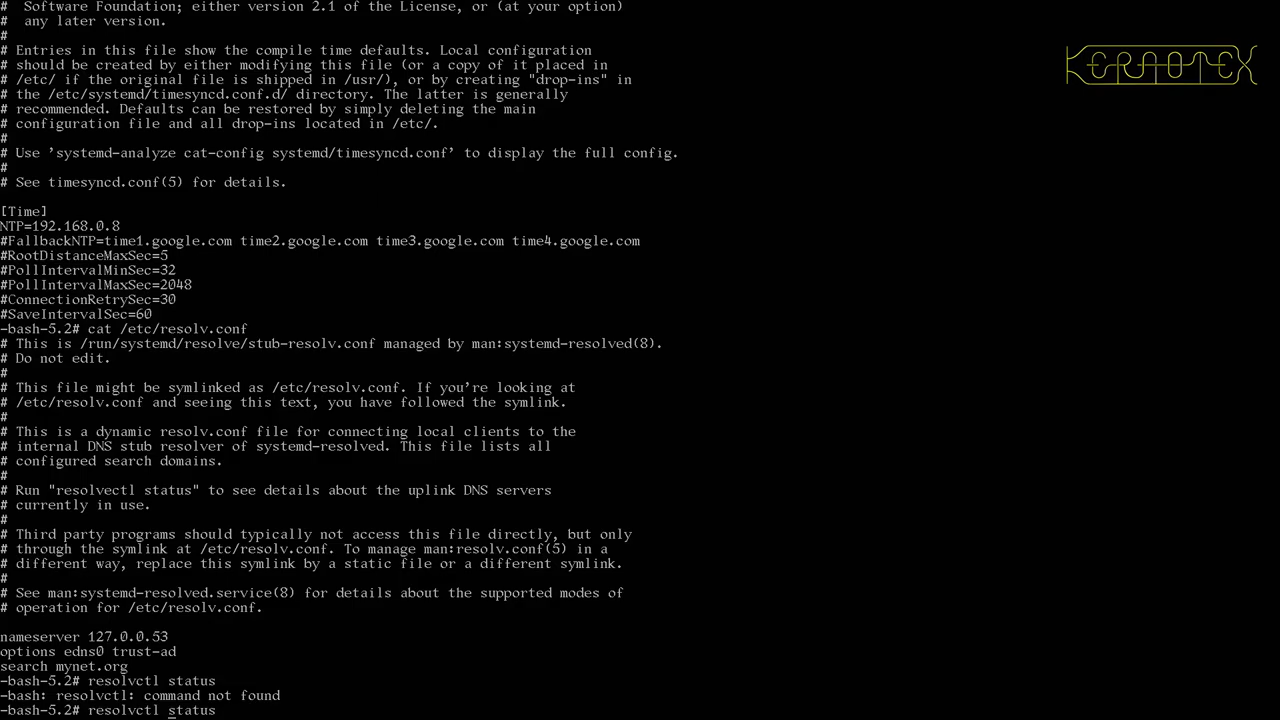 #  Software Foundation; either version 2.1 of the License, or (at your option)
#  any later version.
#
# Entries in this file show the compile time defaults. Local configuration
# should be created by either modifying this file (or a copy of it placed in
# /etc/ if the original file is shipped in /usr/), or by creating "drop-ins" in
# the /etc/systemd/timesyncd.conf.d/ directory. The latter is generally
# recommended. Defaults can be restored by simply deleting the main
# configuration file and all drop-ins located in /etc/.
#
# Use 'systemd-analyze cat-config systemd/timesyncd.conf' to display the full config.
#
# See timesyncd.conf(5) for details.
[Time]
NTP=192.168.0.8
#FallbackNTP=time1.google.com time2.google.com time3.google.com time4.google.com
#RootDistanceMaxSec=5
#PollIntervalMinSec=32
#PollIntervalMaxSec=2048
#ConnectionRetrySec=30
#SaveIntervalSec=60
-bash-5.2# cat /etc/resolv.conf
# This is /run/systemd/resolve/stub-resolv.conf managed by man:systemd-resolved(8).
# Do not edit.
#
# This file might be symlinked as /etc/resolv.conf. If you're looking at
# /etc/resolv.conf and seeing this text, you have followed the symlink.
#
# This is a dynamic resolv.conf file for connecting local clients to the
# internal DNS stub resolver of systemd-resolved. This file lists all
# configured search domains.
#
# Run "resolvectl status" to see details about the uplink DNS servers
# currently in use.
#
# Third party programs should typically not access this file directly, but only
# through the symlink at /etc/resolv.conf. To manage man:resolv.conf(5) in a
# different way, replace this symlink by a static file or a different symlink.
#
# See man:systemd-resolved.service(8) for details about the supported modes of
# operation for /etc/resolv.conf.
nameserver 127.0.0.53
options edns0 trust-ad
search mynet.org
-bash-5.2# resolvctl status
-bash: resolvctl: command not found
-bash-5.2# resolvctl status
KERNOTEX